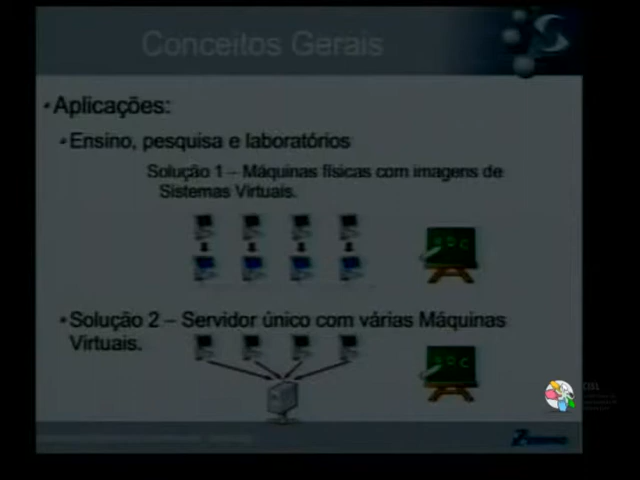 Conceitos Gerais
• Aplicações:
• Ensino, pesquisa e laboratórios
Solução 1 – Máquinas físicas com imagens de
Sistemas Virtuais.
• Solução 2 – Servidor único com várias Máquinas
Virtuais.